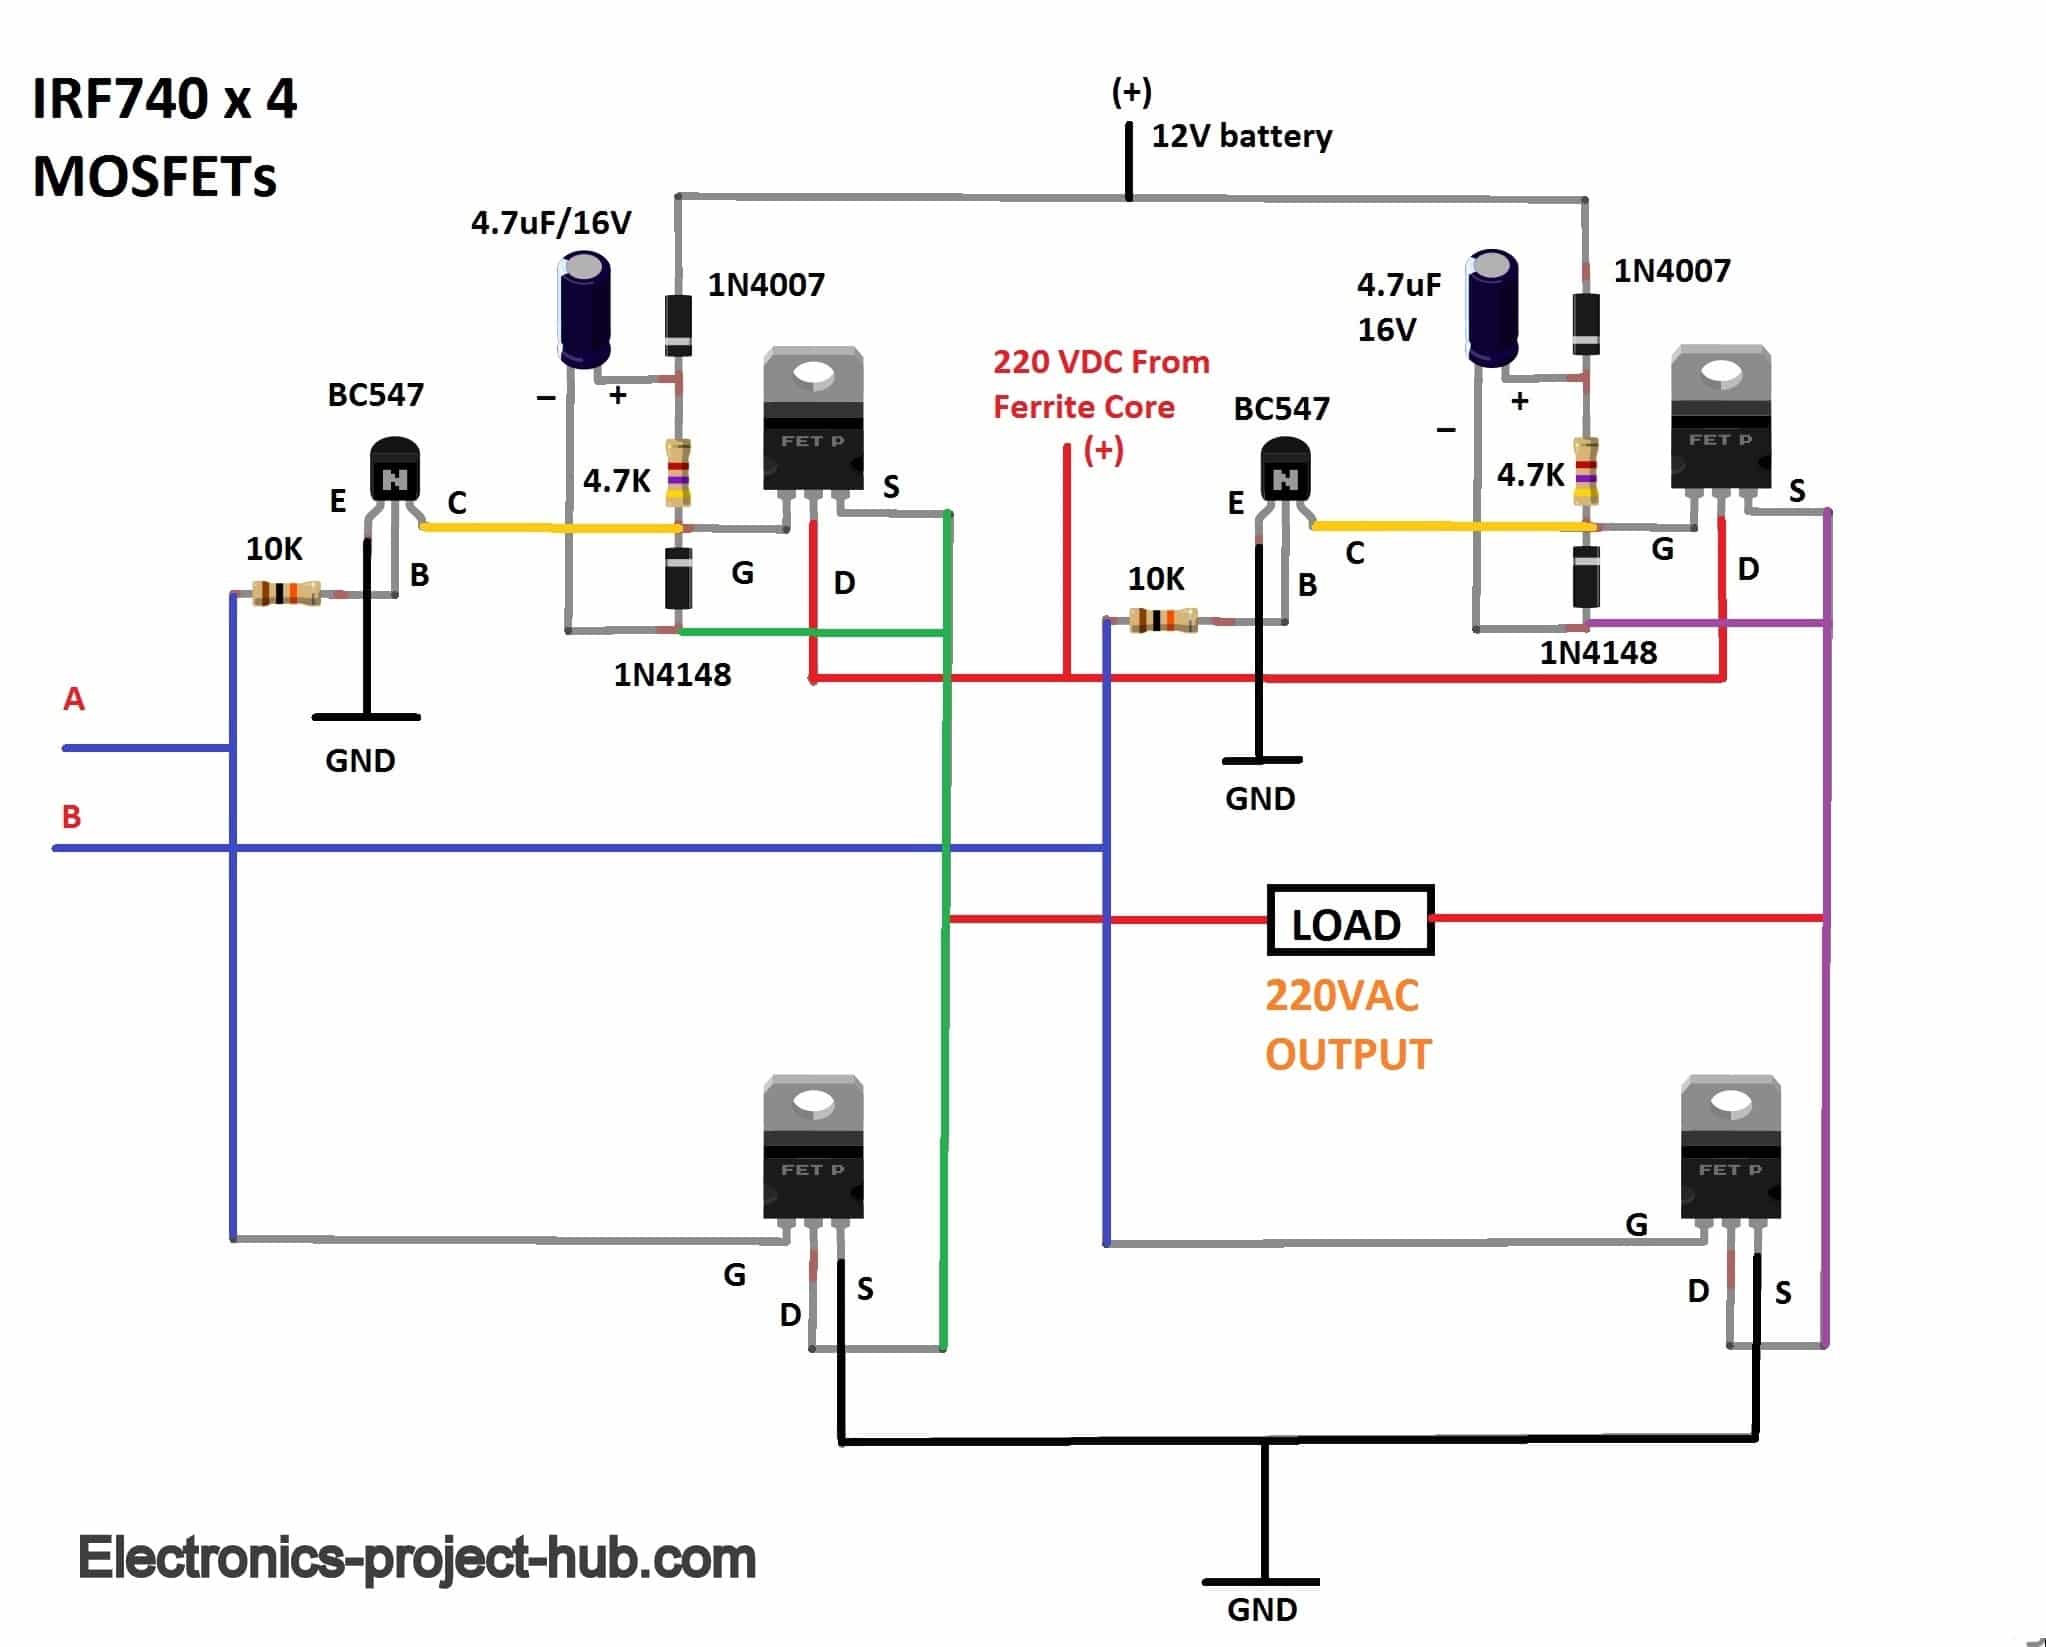 IRF740 x 4
MOSFETs
(+)
12V battery
4.7uF/16V
1N4007
4.7uF
16V
1N4007
220 VDC From
Ferrite Core
(+)
BC547
–
+
FET P
BC547
–
+
FET P
E
N
C
4.7K
S
E
N
C
4.7K
S
10K
B
G
D
10K
B
G
D
1N4148
1N4148
A
GND
GND
B
LOAD
220VAC
OUTPUT
FET P
FET P
G
D
S
G
D
S
GND
Electronics-project-hub.com